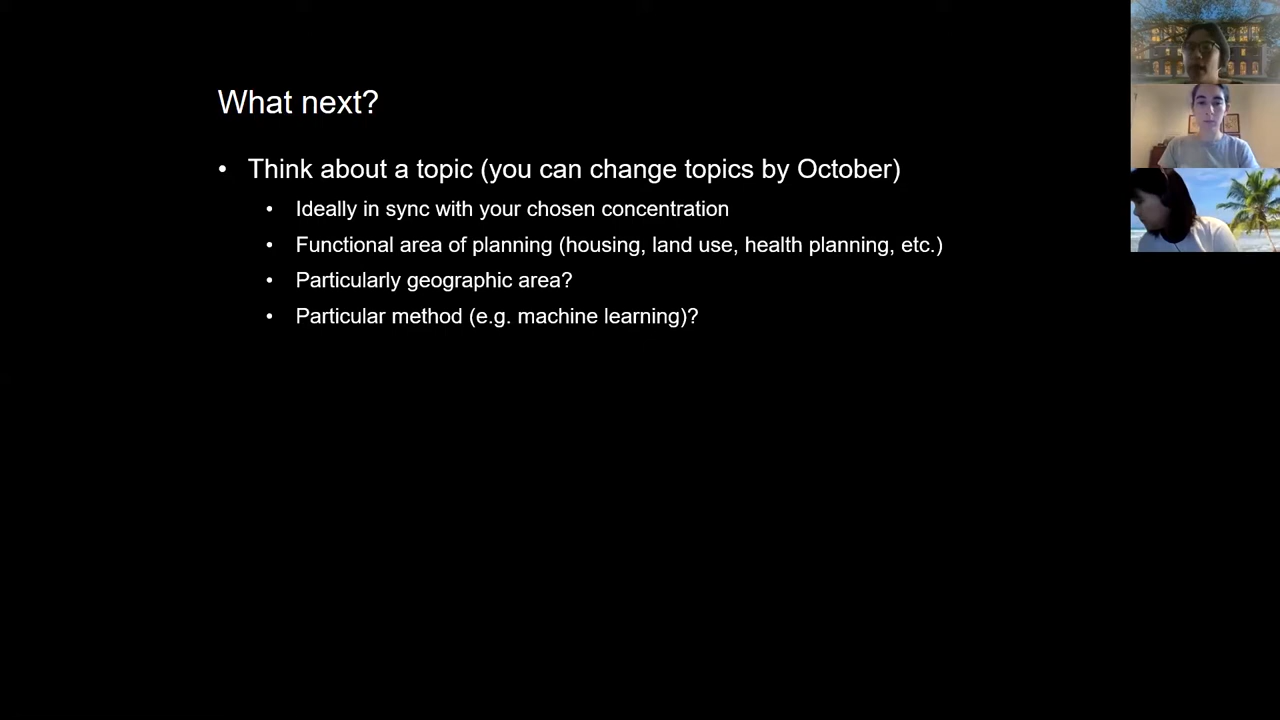 What next?
• Think about a topic (you can change topics by October)
• Ideally in sync with your chosen concentration
• Functional area of planning (housing, land use, health planning, etc.)
• Particularly geographic area?
• Particular method (e.g. machine learning)?